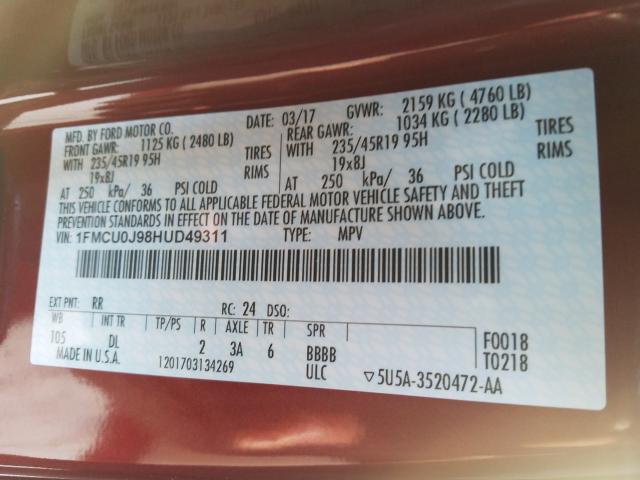 MFD. BY FORD MOTOR CO.
DATE: 03/17 GVWR: 2159 KG ( 4760 LB)
FRONT GAWR: 1125 KG ( 2480 LB) REAR GAWR: 1034 KG ( 2280 LB)
WITH 235/45R19 95H TIRES WITH 235/45R19 95H TIRES
19x8J RIMS 19x8J RIMS
AT 250 kPa/ 36 PSI COLD AT 250 kPa/ 36 PSI COLD
THIS VEHICLE CONFORMS TO ALL APPLICABLE FEDERAL MOTOR VEHICLE SAFETY AND THEFT
PREVENTION STANDARDS IN EFFECT ON THE DATE OF MANUFACTURE SHOWN ABOVE.
VIN: 1FMCU0J98HUD49311 TYPE: MPV
EXT PNT: RR RC: 24 DSO:
WB INT TR TP/PS R AXLE TR SPR
105 DL 2 3A 6 BBBB F0018
MADE IN U.S.A. 1201703134269 ULC T0218
▽5U5A-3520472-AA